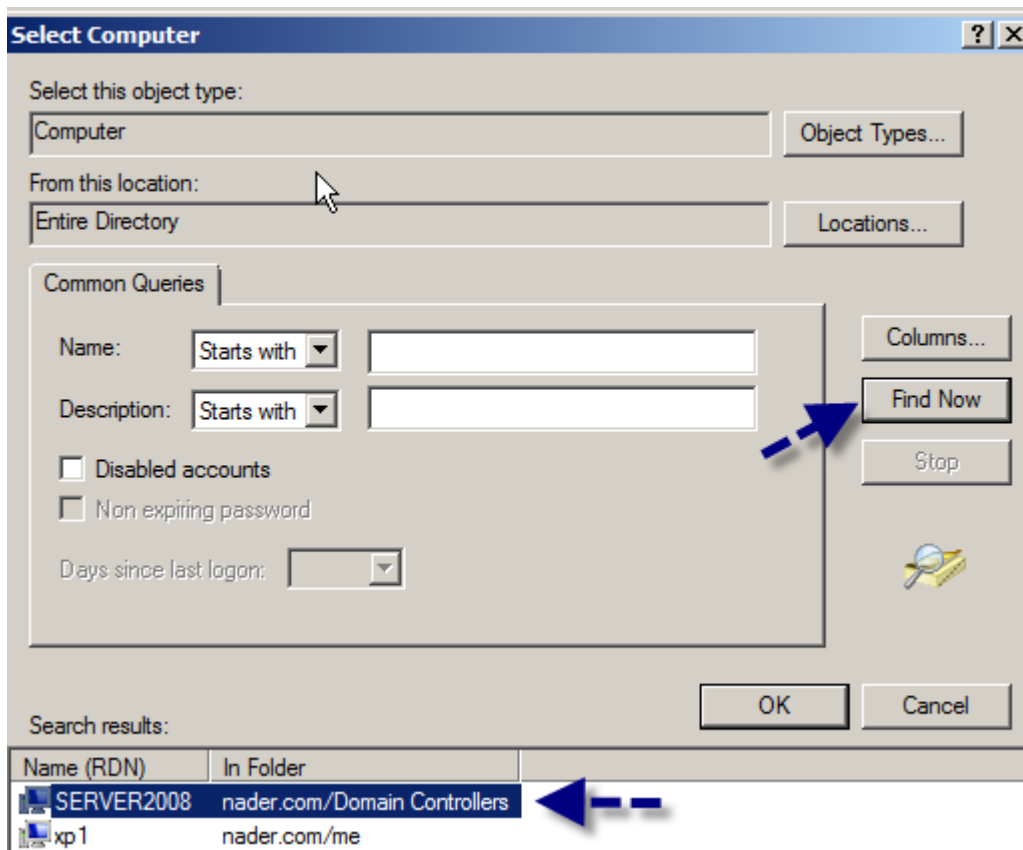 Select Computer
Select this object type:
Computer
Object Types...
From this location:
Entire Directory
Locations...
Common Queries
Name: Starts with
Columns...
Description: Starts with
Find Now
Disabled accounts
Stop
Non expiring password
Days since last logon:
OK
Cancel
Search results:
Name (RDN) In Folder
SERVER2008 nader.com/Domain Controllers
xp1 nader.com/me